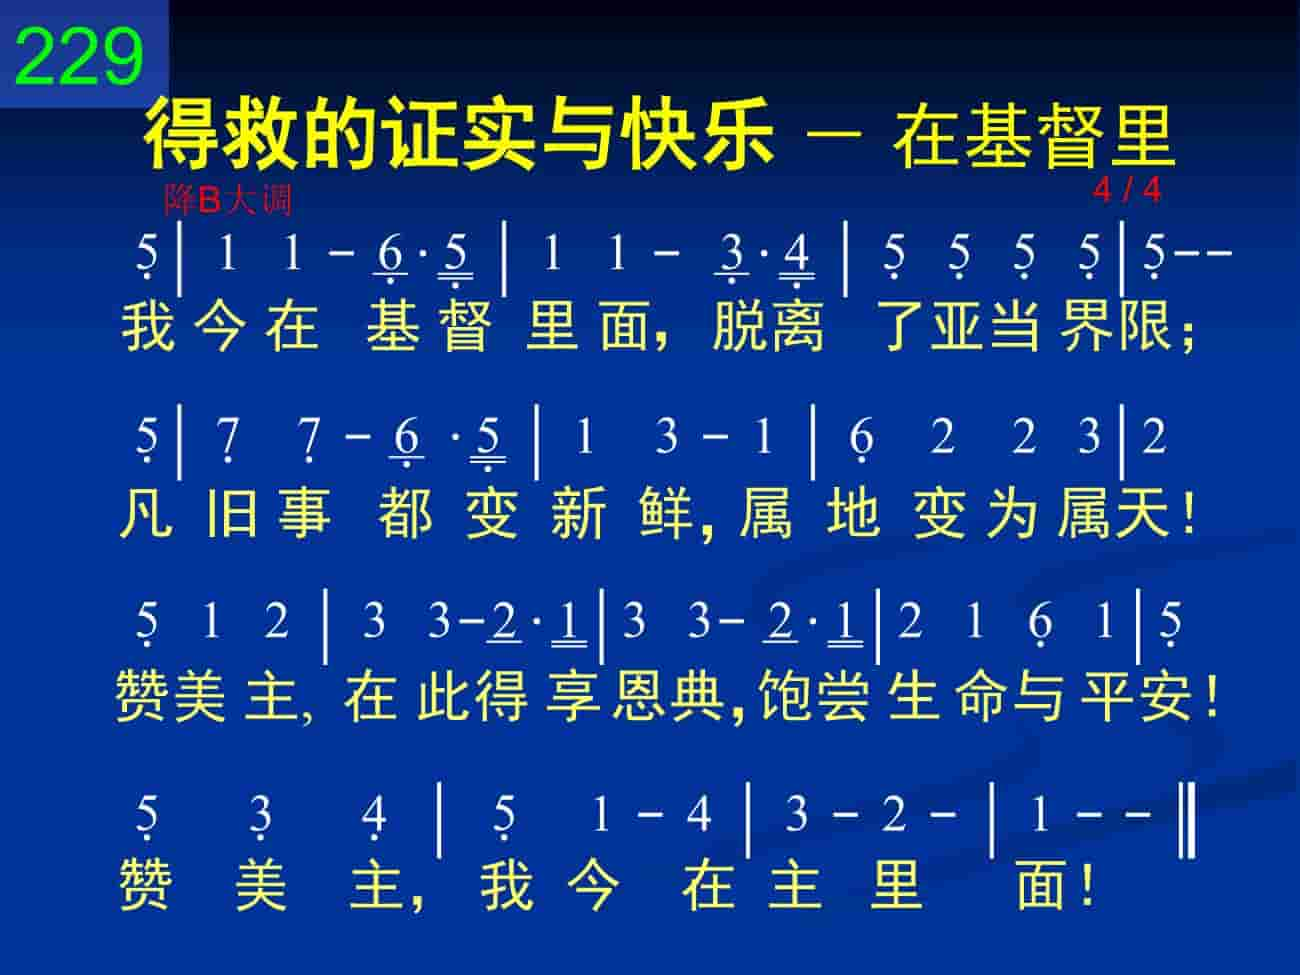 229
得救的证实与快乐 － 在基督里
降B大调 4 / 4
5̣ | 1 1 - 6̣ · 5̣ | 1 1 - 3̣ · 4̣ | 5̣ 5̣ 5̣ 5̣ | 5̣ - -
我 今 在 基 督 里 面， 脱离 了亚当 界限；
5̣ | 7̣ 7̣ - 6̣ · 5̣ | 1 3 - 1 | 6̣ 2 2 3 | 2
凡 旧 事 都 变 新 鲜，属 地 变 为 属天！
5̣ 1 2 | 3 3 - 2 · 1 | 3 3 - 2 · 1 | 2 1 6̣ 1 | 5̣
赞美 主, 在 此得 享恩典，饱尝 生 命与 平安！
5̣ 3̣ 4̣ | 5̣ 1 - 4 | 3 - 2 - | 1 - - ‖
赞 美 主， 我 今 在 主 里 面！